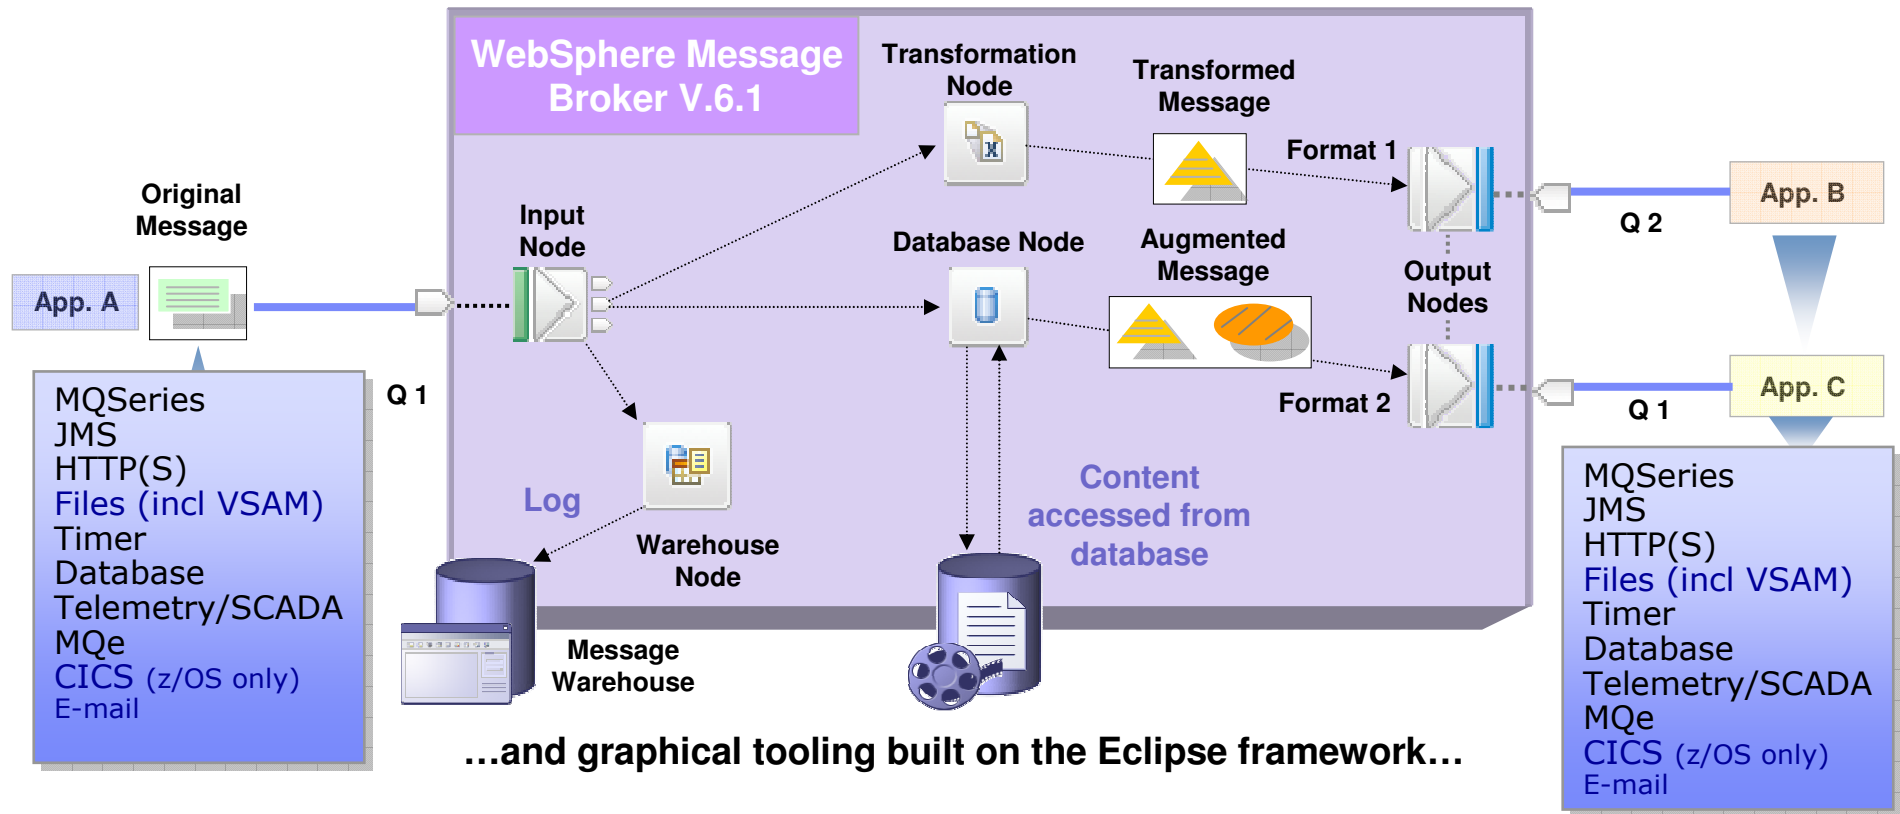 WebSphere Message
Broker V.6.1
Original
Message
App. A
Q 1
MQSeries
JMS
HTTP(S)
Files (incl VSAM)
Timer
Database
Telemetry/SCADA
MQe
CICS (z/OS only)
E-mail
Input
Node
Transformation
Node
Transformed
Message
Format 1
Database Node
Augmented
Message
Format 2
Output
Nodes
Log
Warehouse
Node
Message
Warehouse
Content
accessed from
database
Q 2
App. B
Q 1
App. C
MQSeries
JMS
HTTP(S)
Files (incl VSAM)
Timer
Database
Telemetry/SCADA
MQe
CICS (z/OS only)
E-mail
…and graphical tooling built on the Eclipse framework…